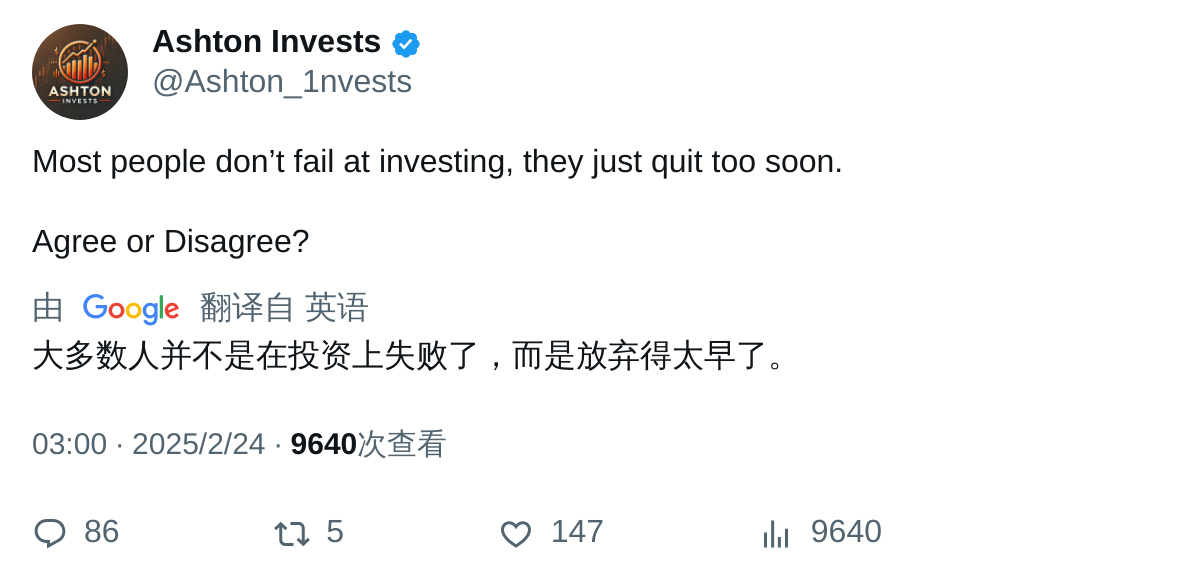 ASHTON
INVESTS
Ashton Invests
@Ashton_1nvests
Most people don’t fail at investing, they just quit too soon.
Agree or Disagree?
由 Google 翻译自 英语
大多数人并不是在投资上失败了，而是放弃得太早了。
03:00 · 2025/2/24 · 9640次查看
86 5 147 9640